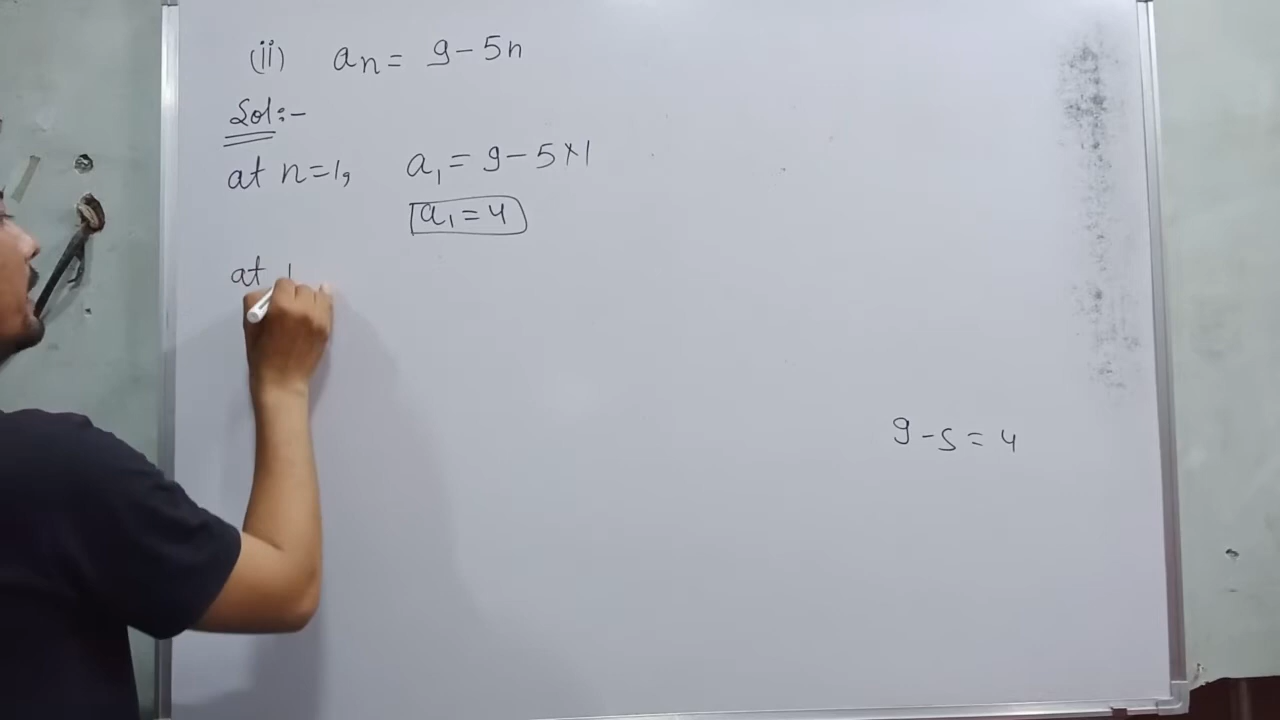 (ii) an = 9-5n
Sol:-
at n=1, a1 = 9-5×1
a1 = 4
at
9-5=4